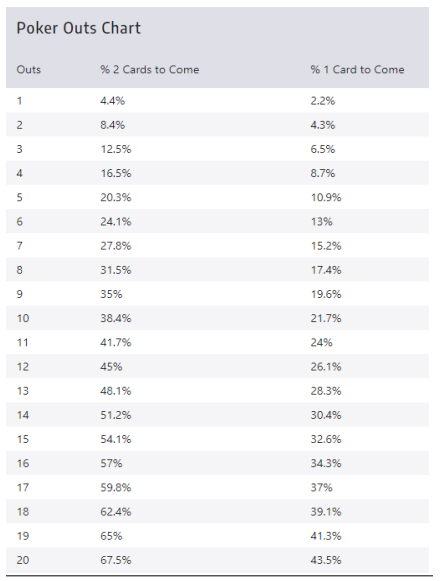 Poker Outs Chart
Outs % 2 Cards to Come % 1 Card to Come
1 4.4% 2.2%
2 8.4% 4.3%
3 12.5% 6.5%
4 16.5% 8.7%
5 20.3% 10.9%
6 24.1% 13%
7 27.8% 15.2%
8 31.5% 17.4%
9 35% 19.6%
10 38.4% 21.7%
11 41.7% 24%
12 45% 26.1%
13 48.1% 28.3%
14 51.2% 30.4%
15 54.1% 32.6%
16 57% 34.3%
17 59.8% 37%
18 62.4% 39.1%
19 65% 41.3%
20 67.5% 43.5%